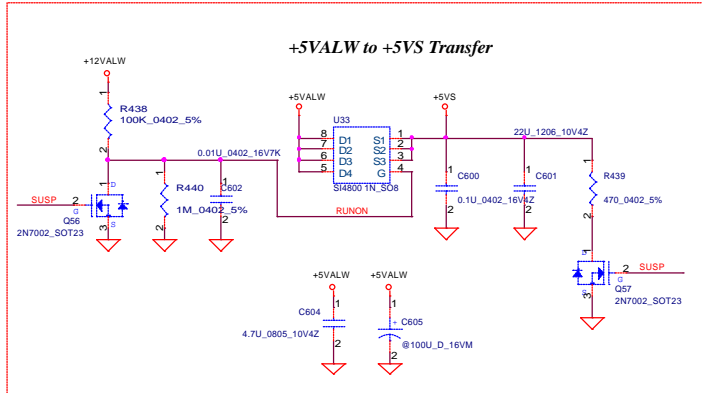 +5VALW to +5VS Transfer
+12VALW
1
R438
100K_0402_5%
2
0.01U_0402_16V7K
1
R440
1M_0402_5%
2
1
C602
2
SUSP
2
G
D
1
S
3
Q56
2N7002_SOT23
+5VALW
U33
8 D1 S1 1
7 D2 S2 2
6 D3 S3 3
5 D4 G 4
SI4800 1N_SO8
RUNON
+5VS
1
C600
2
0.1U_0402_16V4Z
22U_1206_10V4Z
1
C601
2
1
R439
470_0402_5%
2
D
1
2
SUSP
G
S
3
Q57
2N7002_SOT23
+5VALW
1
C604
4.7U_0805_10V4Z
2
+5VALW
1
+
C605
@100U_D_16VM
2